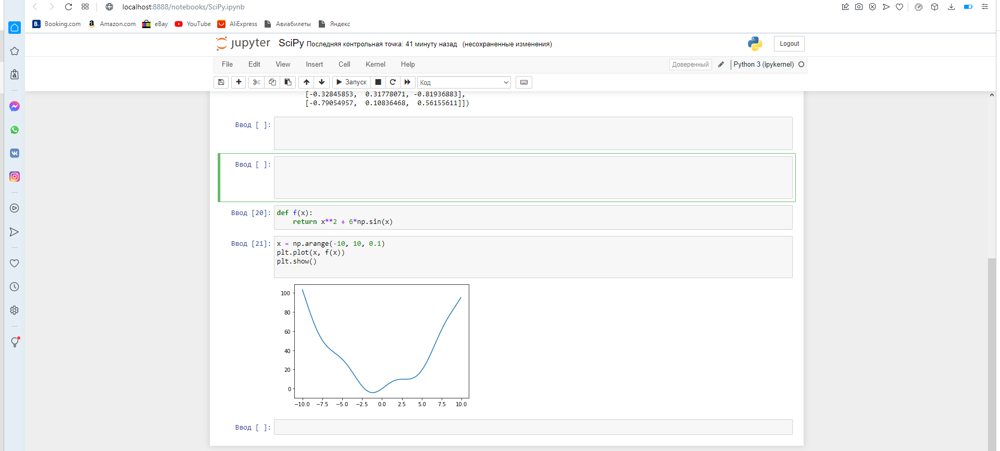 localhost:8888/notebooks/SciPy.ipynb
Booking.com Amazon.com eBay YouTube AliExpress Авиабилеты Яндекс
jupyter SciPy Последняя контрольная точка: 41 минуту назад (несохраненные изменения) Logout
File Edit View Insert Cell Kernel Help Доверенный Python 3 (ipykernel)
Запуск Код
[-0.32845853, 0.31778071, -0.81936883],
[-0.79054957, 0.10836468, 0.56155611]])
Ввод [ ]:
Ввод [ ]:
Ввод [20]: def f(x):
    return x**2 + 6*np.sin(x)
Ввод [21]: x = np.arange(-10, 10, 0.1)
plt.plot(x, f(x))
plt.show()
100
80
60
40
20
0
−10.0 −7.5 −5.0 −2.5 0.0 2.5 5.0 7.5 10.0
Ввод [ ]: